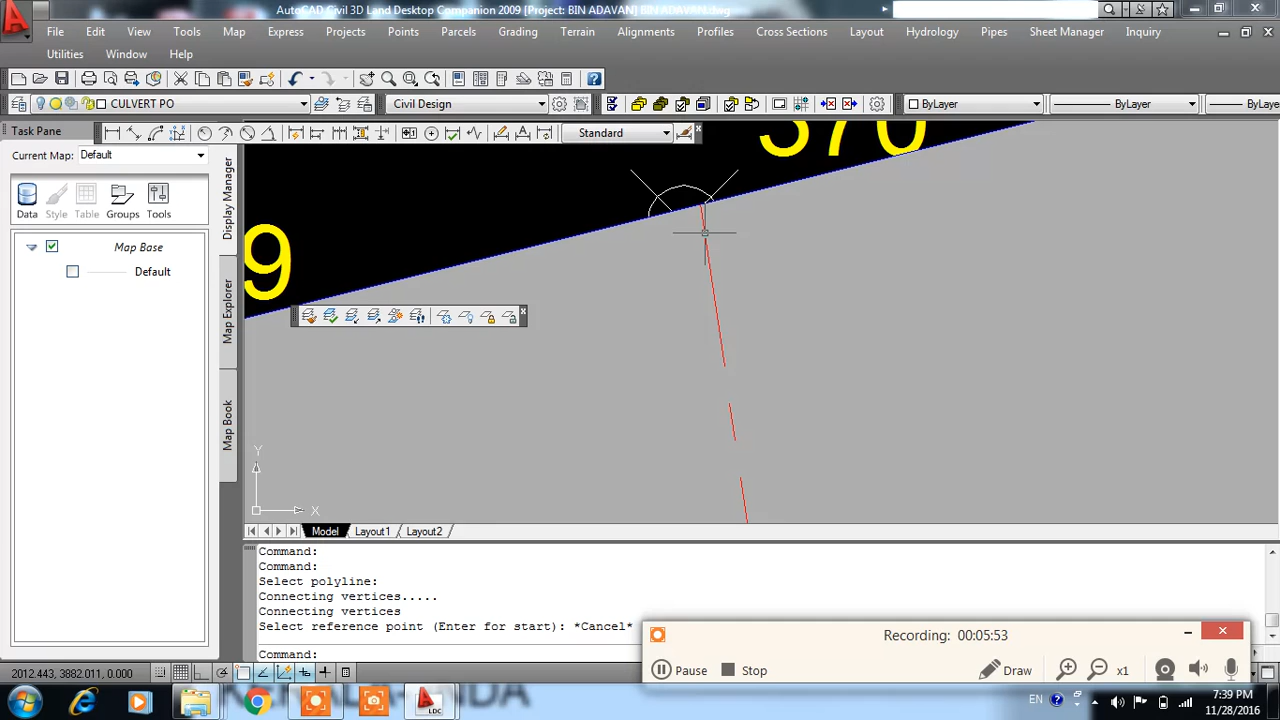 AutoCAD Civil 3D Land Desktop Companion 2009 [Project: BIN ADAVAN] BIN ADAVAN.dwg
File Edit View Tools Map Express Projects Points Parcels Grading Terrain Alignments Profiles Cross Sections Layout Hydrology Pipes Sheet Manager Inquiry
Utilities Window Help
CULVERT PO
Civil Design
ByLayer
ByLayer
ByLayer
Task Pane
Standard
370
Current Map: Default
Data Style Table Groups Tools
Map Base
Default
Display Manager
Map Explorer
Map Book
9
Y
X
Model Layout1 Layout2
Command:
Command:
Select polyline:
Connecting vertices.....
Connecting vertices
Select reference point (Enter for start): *Cancel*
Command:
2012.443, 3882.011, 0.000
Recording: 00:05:53
Pause Stop Draw x1
LDC
EN
7:39 PM
11/28/2016